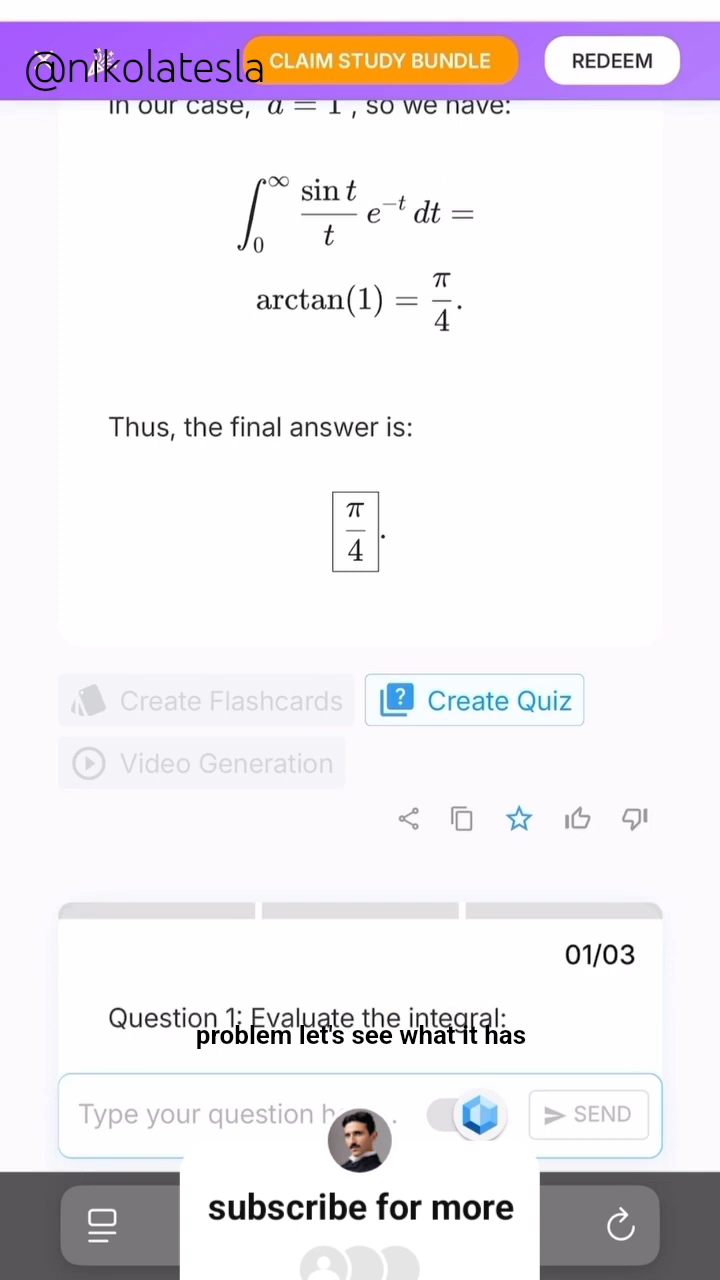 @nikolatesla
CLAIM STUDY BUNDLE
REDEEM
In our case, a = 1 , so we have:
∫₀^∞ sin t / t e^{-t} dt =
arctan(1) = π/4.
Thus, the final answer is:
π/4.
Create Flashcards
Create Quiz
Video Generation
01/03
Question 1: Evaluate the integral:
problem let's see what it has
Type your question
SEND
subscribe for more